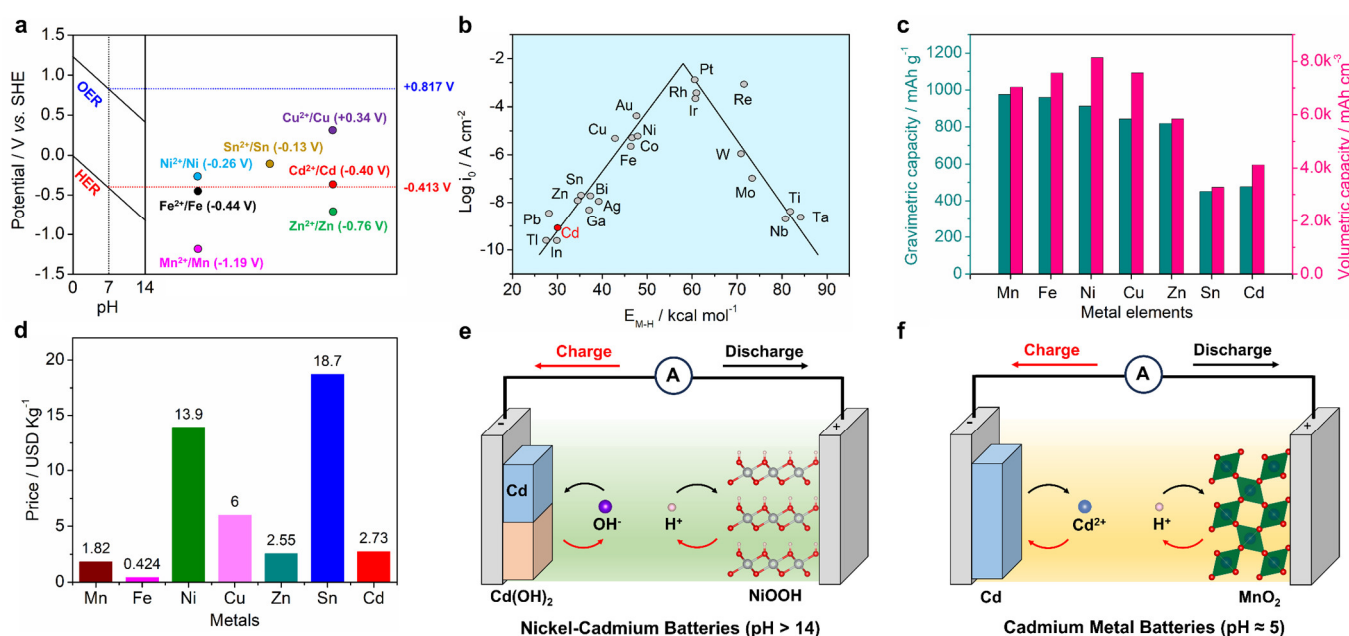 a
Potential / V vs. SHE
1.5
1.0
0.5
0.0
-0.5
-1.0
-1.5
OER
HER
0
7
14
pH
+0.817 V
Cu²⁺/Cu (+0.34 V)
Sn²⁺/Sn (-0.13 V)
Ni²⁺/Ni (-0.26 V)
Cd²⁺/Cd (-0.40 V)
-0.413 V
Fe²⁺/Fe (-0.44 V)
Zn²⁺/Zn (-0.76 V)
Mn²⁺/Mn (-1.19 V)
b
Log i₀ / A cm⁻²
-2
-4
-6
-8
-10
Pt
Rh
Re
Ir
Au
Cu
Ni
Co
Fe
W
Mo
Sn
Zn
Bi
Ag
Ga
Pb
Cd
Tl
In
Ti
Ta
Nb
20
30
40
50
60
70
80
90
E_M-H / kcal mol⁻¹
c
Gravimetric capacity / mAh g⁻¹
1200
1000
800
600
400
200
0
Mn
Fe
Ni
Cu
Zn
Sn
Cd
Metal elements
8.0k
6.0k
4.0k
2.0k
0.0
Volumetric capacity / mAh cm⁻³
d
Price / USD Kg⁻¹
20
15
10
5
0
1.82
0.424
13.9
6
2.55
18.7
2.73
Mn
Fe
Ni
Cu
Zn
Sn
Cd
Metals
e
Charge
Discharge
A
-
+
Cd
OH⁻
H⁺
Cd(OH)₂
NiOOH
Nickel-Cadmium Batteries (pH > 14)
f
Charge
Discharge
A
-
+
Cd²⁺
H⁺
Cd
MnO₂
Cadmium Metal Batteries (pH ≈ 5)